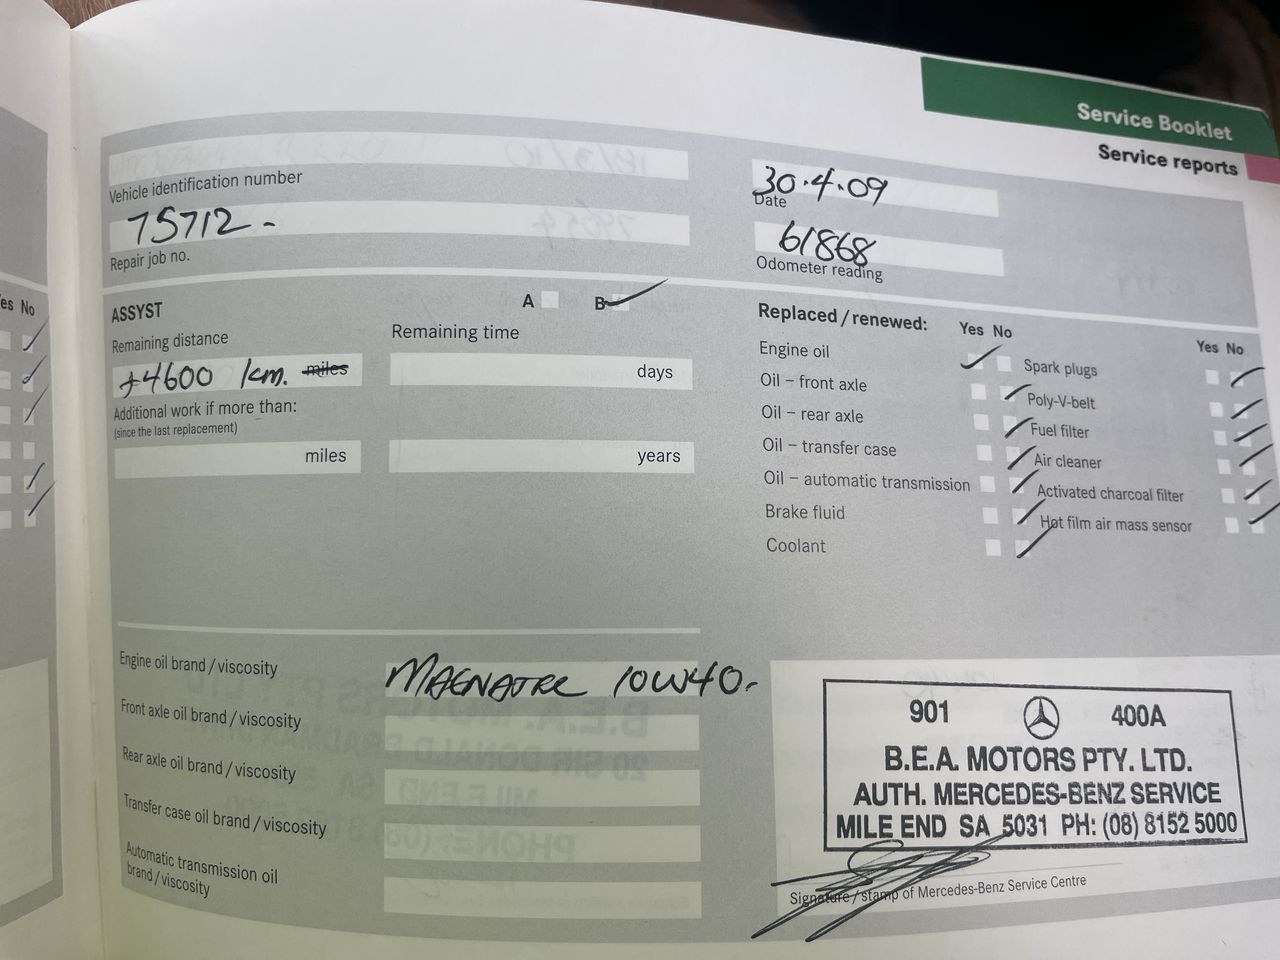 Service Booklet
Service reports
Vehicle identification number
30.4.09
Date
75712-
Repair job no.
61868
Odometer reading
ASSYST
A
B
Remaining distance
+4600 km. miles
Remaining time
days
Additional work if more than:
(since the last replacement)
miles
years
Replaced / renewed:
Yes No
Engine oil
Oil – front axle
Oil – rear axle
Oil – transfer case
Oil – automatic transmission
Brake fluid
Coolant
Yes No
Spark plugs
Poly-V-belt
Fuel filter
Air cleaner
Activated charcoal filter
Hot film air mass sensor
es No
Engine oil brand / viscosity
MAGNATEC 10W40-
Front axle oil brand / viscosity
Rear axle oil brand / viscosity
Transfer case oil brand / viscosity
Automatic transmission oil
brand / viscosity
901 400A
B.E.A. MOTORS PTY. LTD.
AUTH. MERCEDES-BENZ SERVICE
MILE END SA 5031 PH: (08) 8152 5000
Signature / stamp of Mercedes-Benz Service Centre